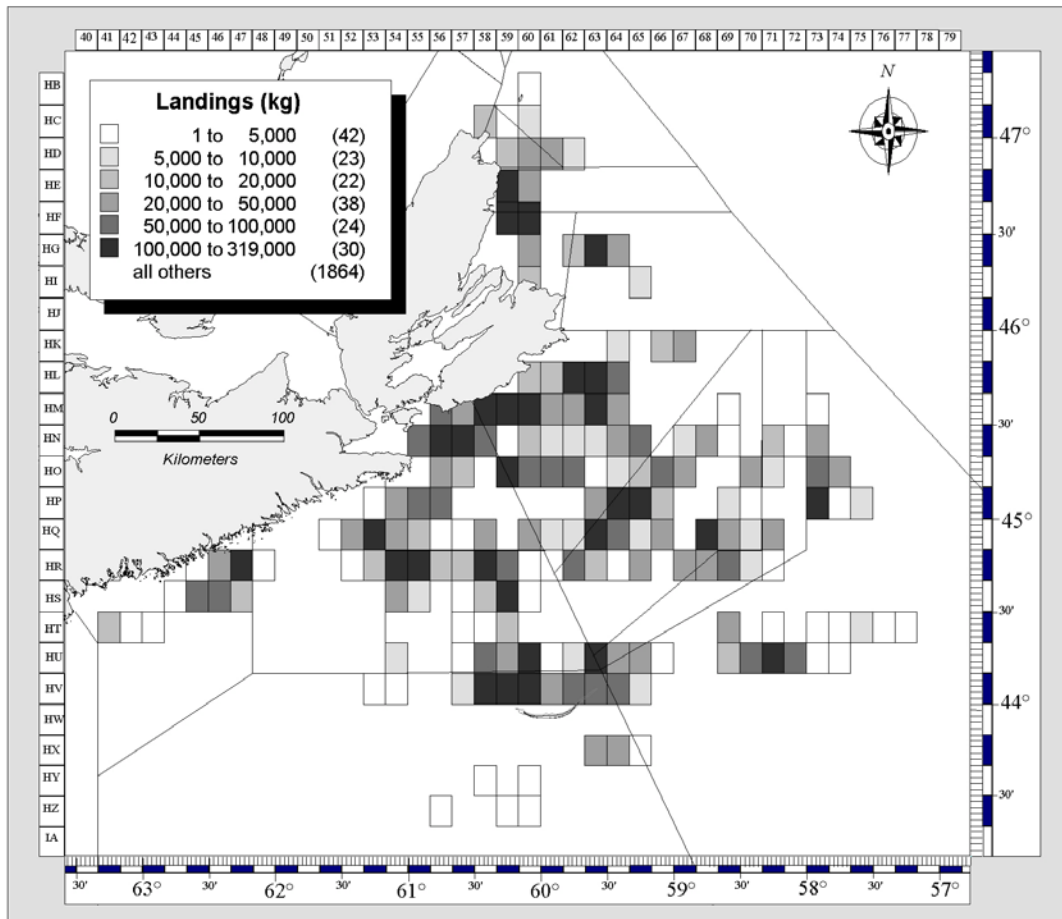 40 41 42 43 44 45 46 47 48 49 50 51 52 53 54 55 56 57 58 59 60 61 62 63 64 65 66 67 68 69 70 71 72 73 74 75 76 77 78 79
N
HB
Landings (kg)
1 to 5,000 (42)
5,000 to 10,000 (23)
10,000 to 20,000 (22)
20,000 to 50,000 (38)
50,000 to 100,000 (24)
100,000 to 319,000 (30)
all others (1864)
HC
47°
HD
HE
HF
30'
HG
HI
HJ
46°
HK
HL
HM
0 50 100
Kilometers
30'
HN
HO
HP
45°
HQ
HR
HS
30'
HT
HU
HV
44°
HW
HX
HY
30'
HZ
IA
30' 63° 30' 62° 30' 61° 30' 60° 30' 59° 30' 58° 30' 57°